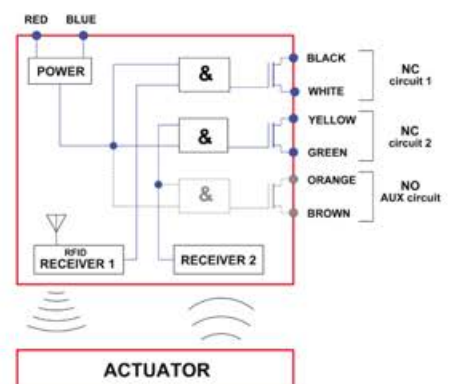 RED BLUE
POWER
&
BLACK
WHITE
NC
circuit 1
&
YELLOW
GREEN
NC
circuit 2
&
ORANGE
BROWN
NO
AUX circuit
RFID
RECEIVER 1
RECEIVER 2
ACTUATOR